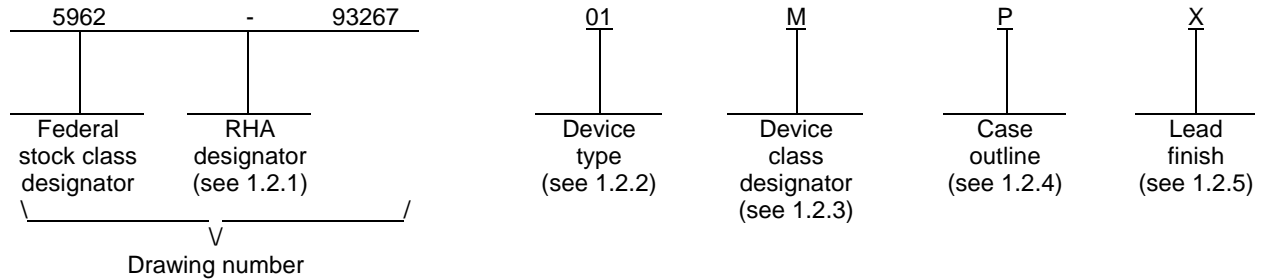 5962 - 93267 01 M P X
Federal stock class designator
RHA designator (see 1.2.1)
Device type (see 1.2.2)
Device class designator (see 1.2.3)
Case outline (see 1.2.4)
Lead finish (see 1.2.5)
\ /
\/
Drawing number